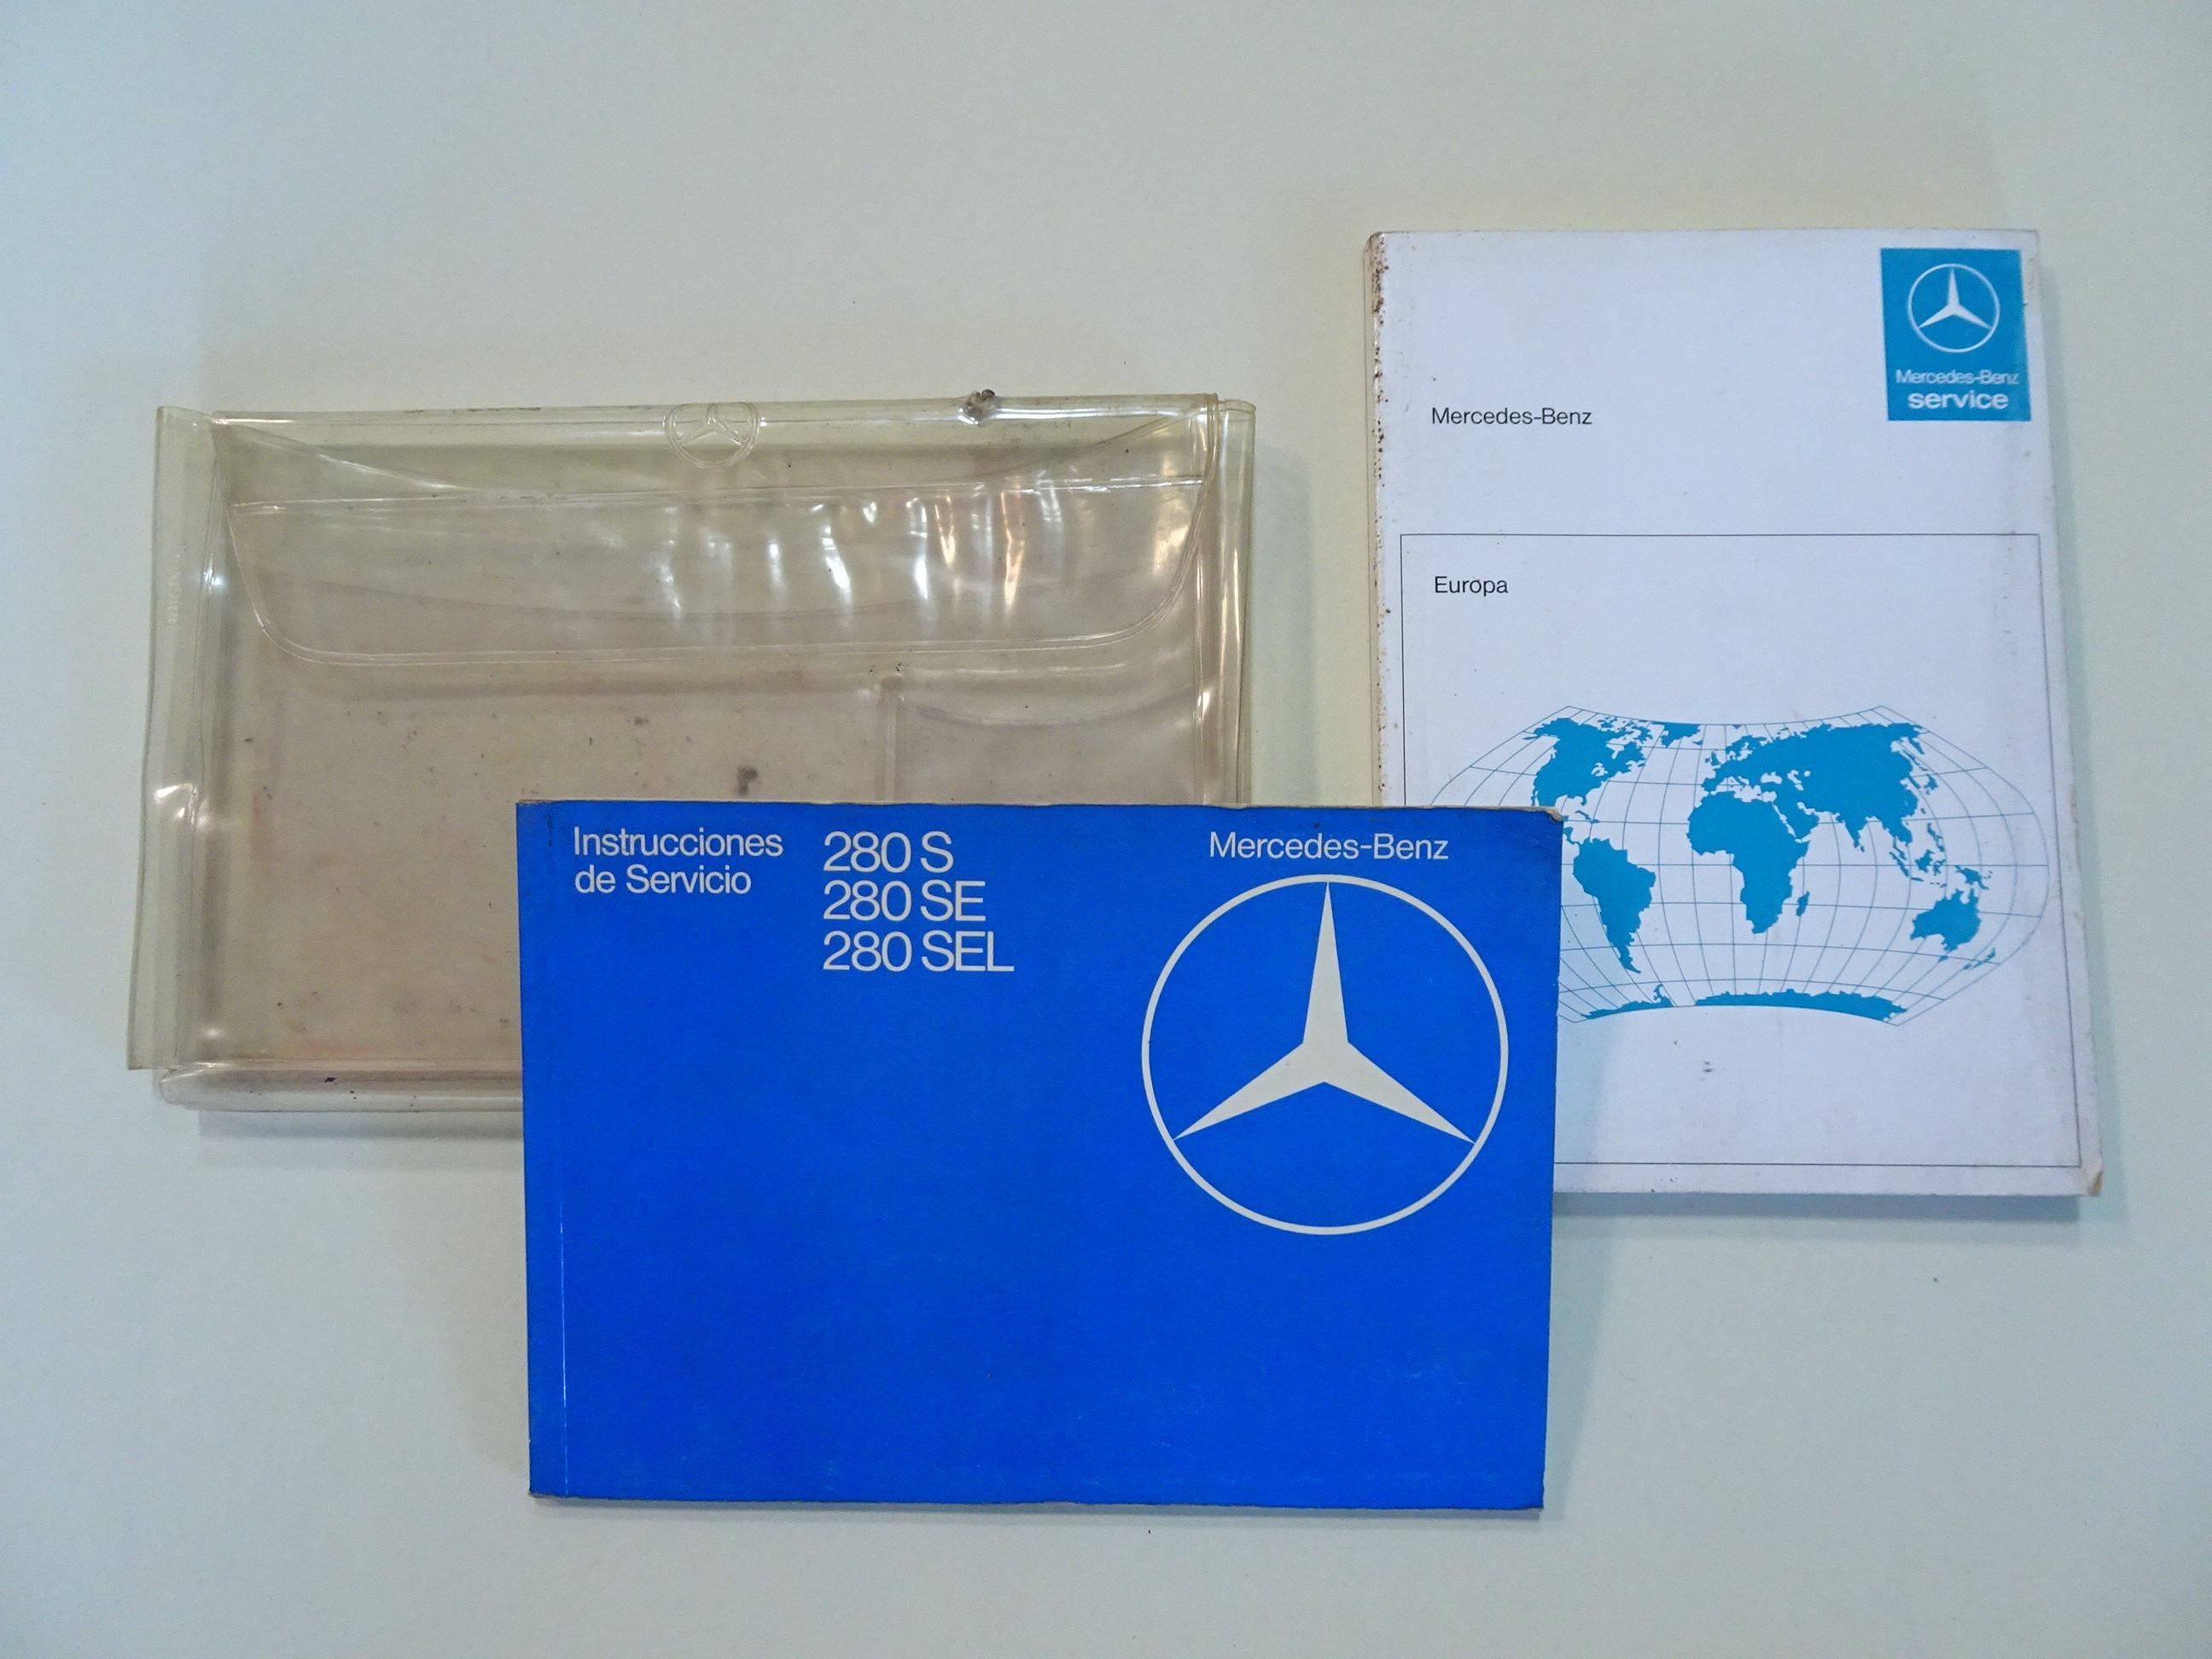 Mercedes-Benz
service
Mercedes-Benz
Europa
Instrucciones
de Servicio
280 S
280 SE
280 SEL
Mercedes-Benz